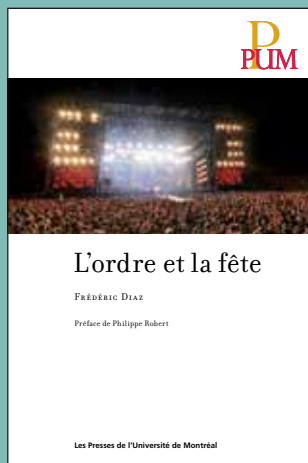 P
PUM
L'ordre et la fête
Frédéric Diaz
Préface de Philippe Robert
Les Presses de l'Université de Montréal